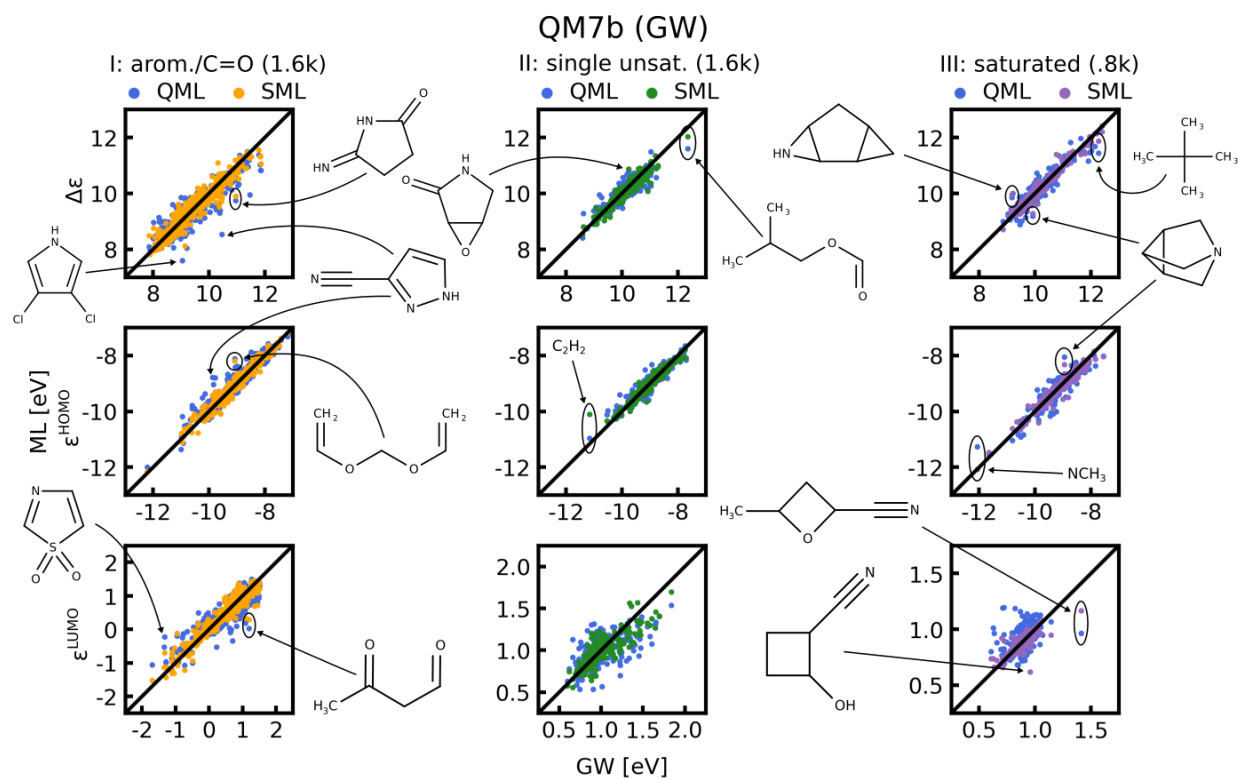 QM7b (GW)
I: arom./C=O (1.6k)
QML SML
II: single unsat. (1.6k)
QML SML
III: saturated (.8k)
QML SML
Δε
12
10
8
8 10 12
12
10
8
8 10 12
12
10
8
8 10 12
HN
O
HN
H
N
O
O
H
N
Cl Cl
N
N
NH
CH₃
H₃C
O
O
HN
CH₃
H₃C
CH₃
CH₃
N
ML [eV]
ε^HOMO
-8
-10
-12
-12 -10 -8
-8
-10
-12
-12 -10 -8
-8
-10
-12
-12 -10 -8
C₂H₂
NCH₃
CH₂ CH₂
O O
N
S
O O
H₃C
O
N
ε^LUMO
2
1
0
-1
-2
-2 -1 0 1 2
2.0
1.5
1.0
0.5
0.5 1.0 1.5 2.0
1.5
1.0
0.5
0.5 1.0 1.5
O O
H₃C
N
OH
GW [eV]